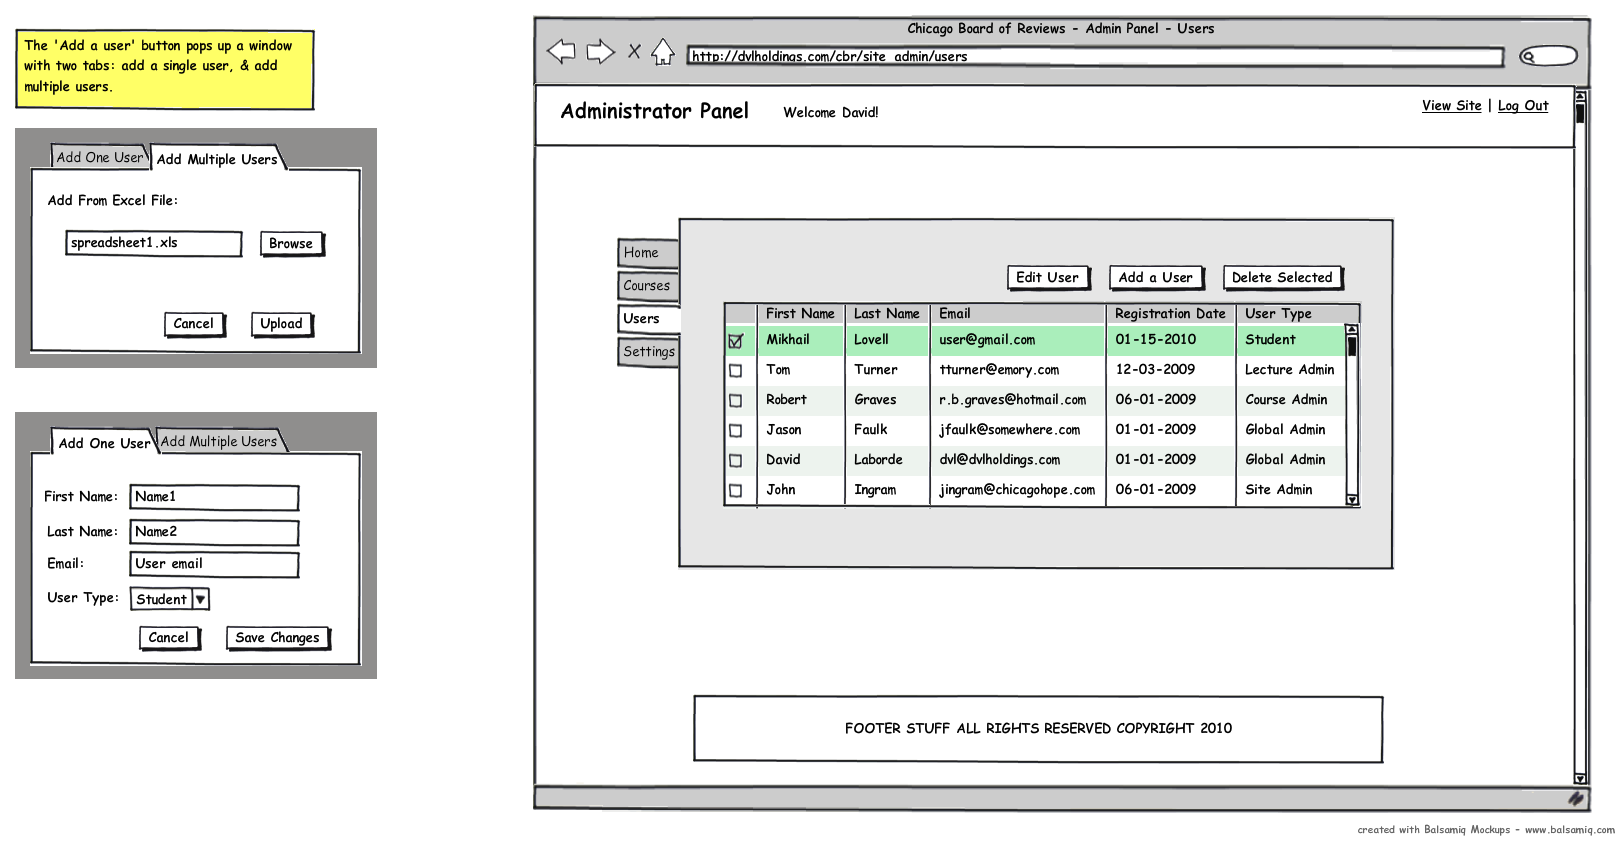 The 'Add a user' button pops up a window
with two tabs: add a single user, & add
multiple users.
Add One User Add Multiple Users
Add From Excel File:
spreadsheet1.xls Browse
Cancel Upload
Add One User Add Multiple Users
First Name: Name1
Last Name: Name2
Email: User email
User Type: Student
Cancel Save Changes
Chicago Board of Reviews - Admin Panel - Users
http://dvlholdings.com/cbr/site_admin/users
Administrator Panel Welcome David! View Site | Log Out
Home
Courses
Users
Settings
Edit User Add a User Delete Selected
First Name Last Name Email Registration Date User Type
Mikhail Lovell user@gmail.com 01-15-2010 Student
Tom Turner tturner@emory.com 12-03-2009 Lecture Admin
Robert Graves r.b.graves@hotmail.com 06-01-2009 Course Admin
Jason Faulk jfaulk@somewhere.com 01-01-2009 Global Admin
David Laborde dvl@dvlholdings.com 01-01-2009 Global Admin
John Ingram jingram@chicagohope.com 06-01-2009 Site Admin
FOOTER STUFF ALL RIGHTS RESERVED COPYRIGHT 2010
created with Balsamiq Mockups - www.balsamiq.com